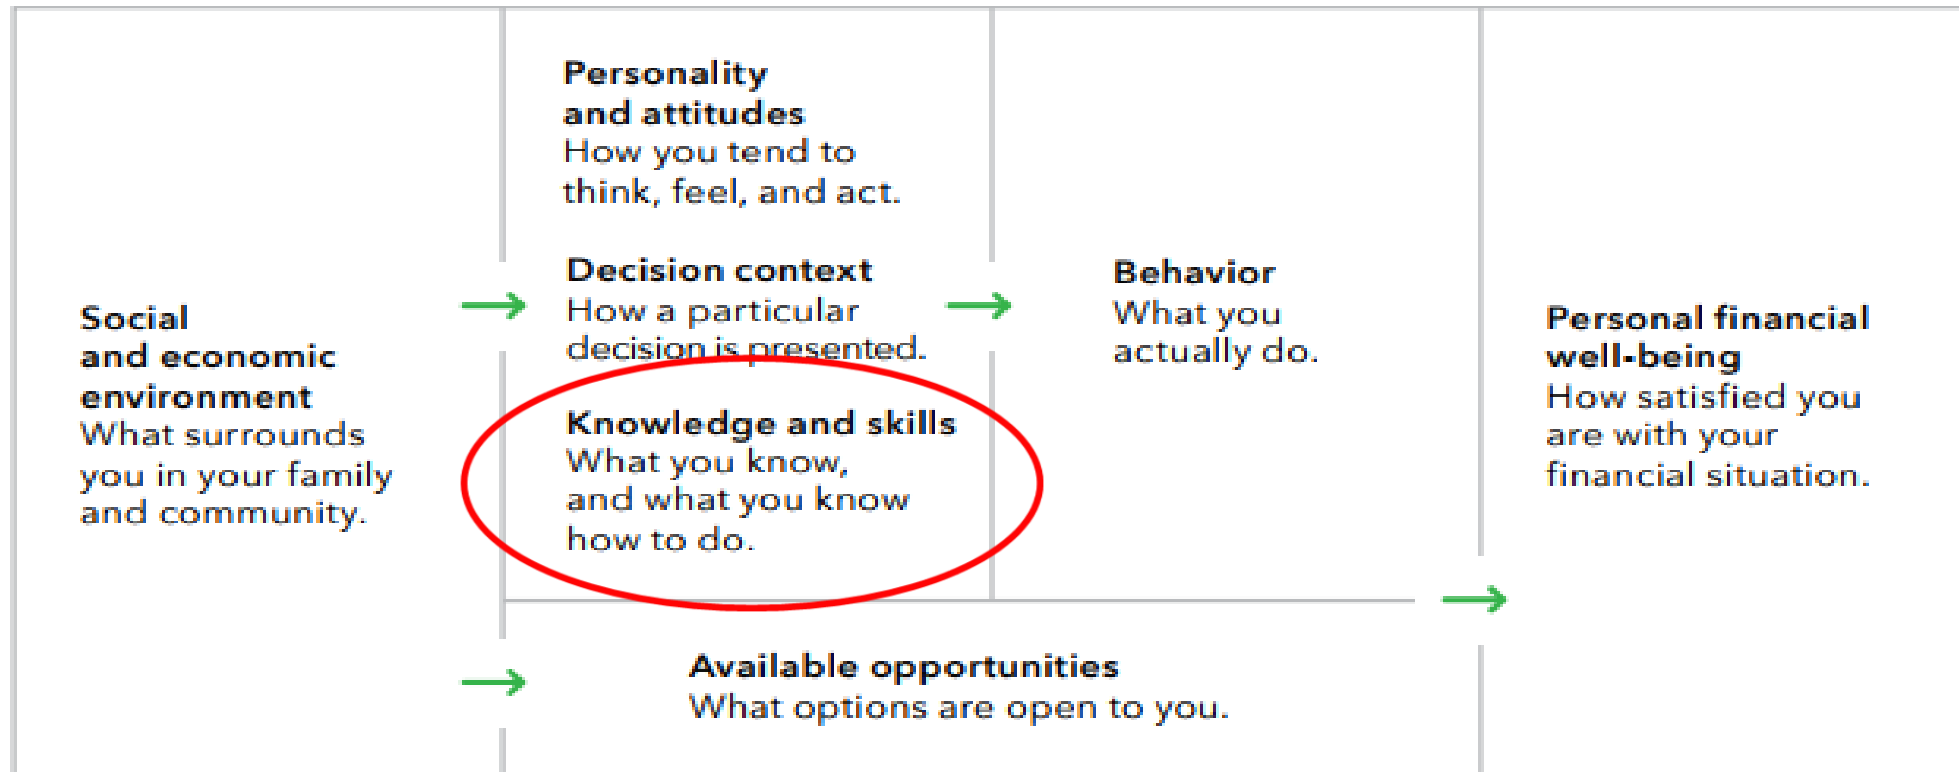 Social
and economic
environment
What surrounds
you in your family
and community.
Personality
and attitudes
How you tend to
think, feel, and act.
Decision context
How a particular
decision is presented.
Knowledge and skills
What you know,
and what you know
how to do.
Behavior
What you
actually do.
Available opportunities
What options are open to you.
Personal financial
well-being
How satisfied you
are with your
financial situation.